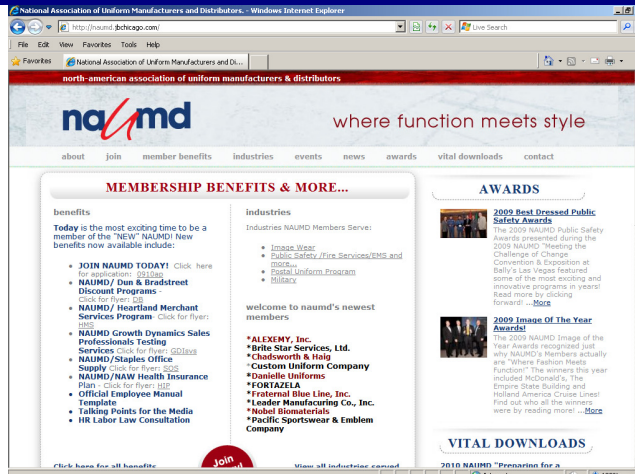 National Association of Uniform Manufacturers and Distributors. - Windows Internet Explorer
http://naumd.jbchicago.com/
Live Search
File Edit View Favorites Tools Help
Favorites
National Association of Uniform Manufacturers and Di...
north-american association of uniform manufacturers & distributors
naumd
where function meets style
about join member benefits industries events news awards vital downloads contact
MEMBERSHIP BENEFITS & MORE...
benefits
Today is the most exciting time to be a
member of the "NEW" NAUMD! New
benefits now available include:
JOIN NAUMD TODAY! Click here
for application: 0910ap
NAUMD/ Dun & Bradstreet
Discount Programs -
Click for flyer: DB
NAUMD/ Heartland Merchant
Services Program- Click for flyer:
HMS
NAUMD Growth Dynamics Sales
Professionals Testing
Services Click for flyer: GDIsys
NAUMD/Staples Office
Supply Click for flyer: SOS
NAUMD/NAW Health Insurance
Plan - Click for flyer: HIP
Official Employee Manual
Template
Talking Points for the Media
HR Labor Law Consultation
Click here for all benefits
Join
industries
Industries NAUMD Members Serve:
Image Wear
Public Safety /Fire Services/EMS and
more...
Postal Uniform Program
Military
welcome to naumd's newest
members
*ALEXEMY, Inc.
*Brite Star Services, Ltd.
*Chadsworth & Haig
*Custom Uniform Company
*Danielle Uniforms
*FORTAZELA
*Fraternal Blue Line, Inc.
*Leader Manufacuring Co., Inc.
*Nobel Biomaterials
*Pacific Sportswear & Emblem
Company
View all industries served
AWARDS
2009 Best Dressed Public
Safety Awards
The 2009 NAUMD Public Safety
Awards presented during the
2009 NAUMD "Meeting the
Challenge of Change
Convention & Exposition at
Bally's Las Vegas featured
some of the most exciting and
innovative programs in years!
Read more by clicking
forward! ...More
2009 Image Of The Year
Awards!
The 2009 NAUMD Image of the
Year Awards recognized just
why NAUMD's Members actually
are "Where Fashion Meets
Function!" The winners this year
included McDonald's, The
Empire State Building and
Holland America Cruise Lines!
Find out who all the winners
were by reading more! ...More
VITAL DOWNLOADS
2010 NAUMD "Preparing for a